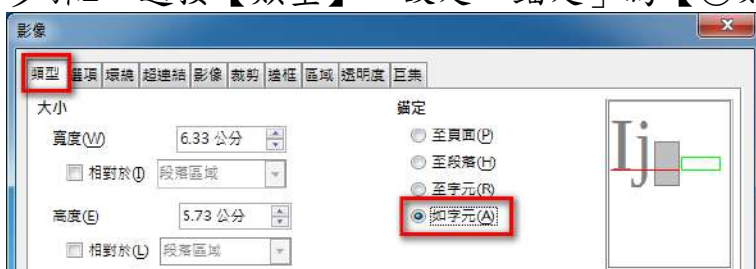 影像
類型 選項 環繞 超連結 影像 裁剪 邊框 區域 透明度 巨集
大小
寬度(W) 6.33 公分
相對於(I) 段落區域
高度(E) 5.73 公分
相對於(L) 段落區域
錨定
至頁面(P)
至段落(H)
至字元(R)
如字元(A)
Ij